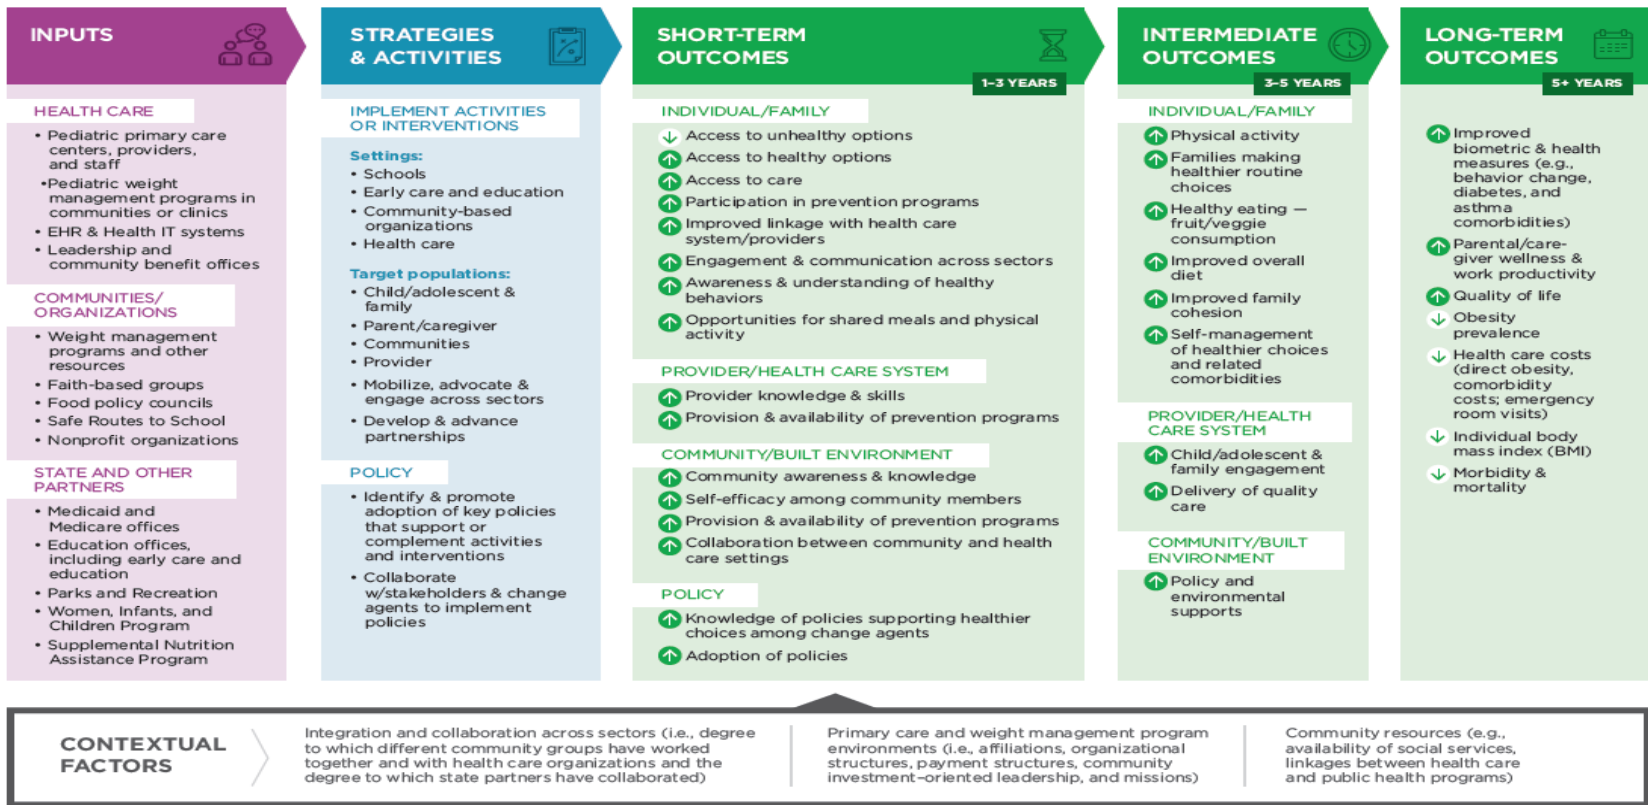 INPUTS
HEALTH CARE
• Pediatric primary care
centers, providers,
and staff
•Pediatric weight
management programs in
communities or clinics
• EHR & Health IT systems
• Leadership and
community benefit offices
COMMUNITIES/
ORGANIZATIONS
• Weight management
programs and other
resources
• Faith-based groups
• Food policy councils
• Safe Routes to School
• Nonprofit organizations
STATE AND OTHER
PARTNERS
• Medicaid and
Medicare offices
• Education offices,
including early care and
education
• Parks and Recreation
• Women, Infants, and
Children Program
• Supplemental Nutrition
Assistance Program
STRATEGIES
& ACTIVITIES
IMPLEMENT ACTIVITIES
OR INTERVENTIONS
Settings:
• Schools
• Early care and education
• Community-based
organizations
• Health care
Target populations:
• Child/adolescent &
family
• Parent/caregiver
• Communities
• Provider
• Mobilize, advocate &
engage across sectors
• Develop & advance
partnerships
POLICY
• Identify & promote
adoption of key policies
that support or
complement activities
and interventions
• Collaborate
w/stakeholders & change
agents to implement
policies
SHORT-TERM
OUTCOMES
1–3 YEARS
INDIVIDUAL/FAMILY
↓ Access to unhealthy options
↑ Access to healthy options
↑ Access to care
↑ Participation in prevention programs
↑ Improved linkage with health care
system/providers
↑ Engagement & communication across sectors
↑ Awareness & understanding of healthy
behaviors
↑ Opportunities for shared meals and physical
activity
PROVIDER/HEALTH CARE SYSTEM
↑ Provider knowledge & skills
↑ Provision & availability of prevention programs
COMMUNITY/BUILT ENVIRONMENT
↑ Community awareness & knowledge
↑ Self-efficacy among community members
↑ Provision & availability of prevention programs
↑ Collaboration between community and health
care settings
POLICY
↑ Knowledge of policies supporting healthier
choices among change agents
↑ Adoption of policies
INTERMEDIATE
OUTCOMES
3–5 YEARS
INDIVIDUAL/FAMILY
↑ Physical activity
↑ Families making
healthier routine
choices
↑ Healthy eating —
fruit/veggie
consumption
↑ Improved overall
diet
↑ Improved family
cohesion
↑ Self-management
of healthier choices
and related
comorbidities
PROVIDER/HEALTH
CARE SYSTEM
↑ Child/adolescent &
family engagement
↑ Delivery of quality
care
COMMUNITY/BUILT
ENVIRONMENT
↑ Policy and
environmental
supports
LONG-TERM
OUTCOMES
5+ YEARS
↑ Improved
biometric & health
measures (e.g.,
behavior change,
diabetes, and
asthma
comorbidities)
↑ Parental/care-
giver wellness &
work productivity
↑ Quality of life
↓ Obesity
prevalence
↓ Health care costs
(direct obesity,
comorbidity
costs; emergency
room visits)
↓ Individual body
mass index (BMI)
↓ Morbidity &
mortality
CONTEXTUAL
FACTORS
Integration and collaboration across sectors (i.e., degree
to which different community groups have worked
together and with health care organizations and the
degree to which state partners have collaborated)
Primary care and weight management program
environments (i.e., affiliations, organizational
structures, payment structures, community
investment–oriented leadership, and missions)
Community resources (e.g.,
availability of social services,
linkages between health care
and public health programs)